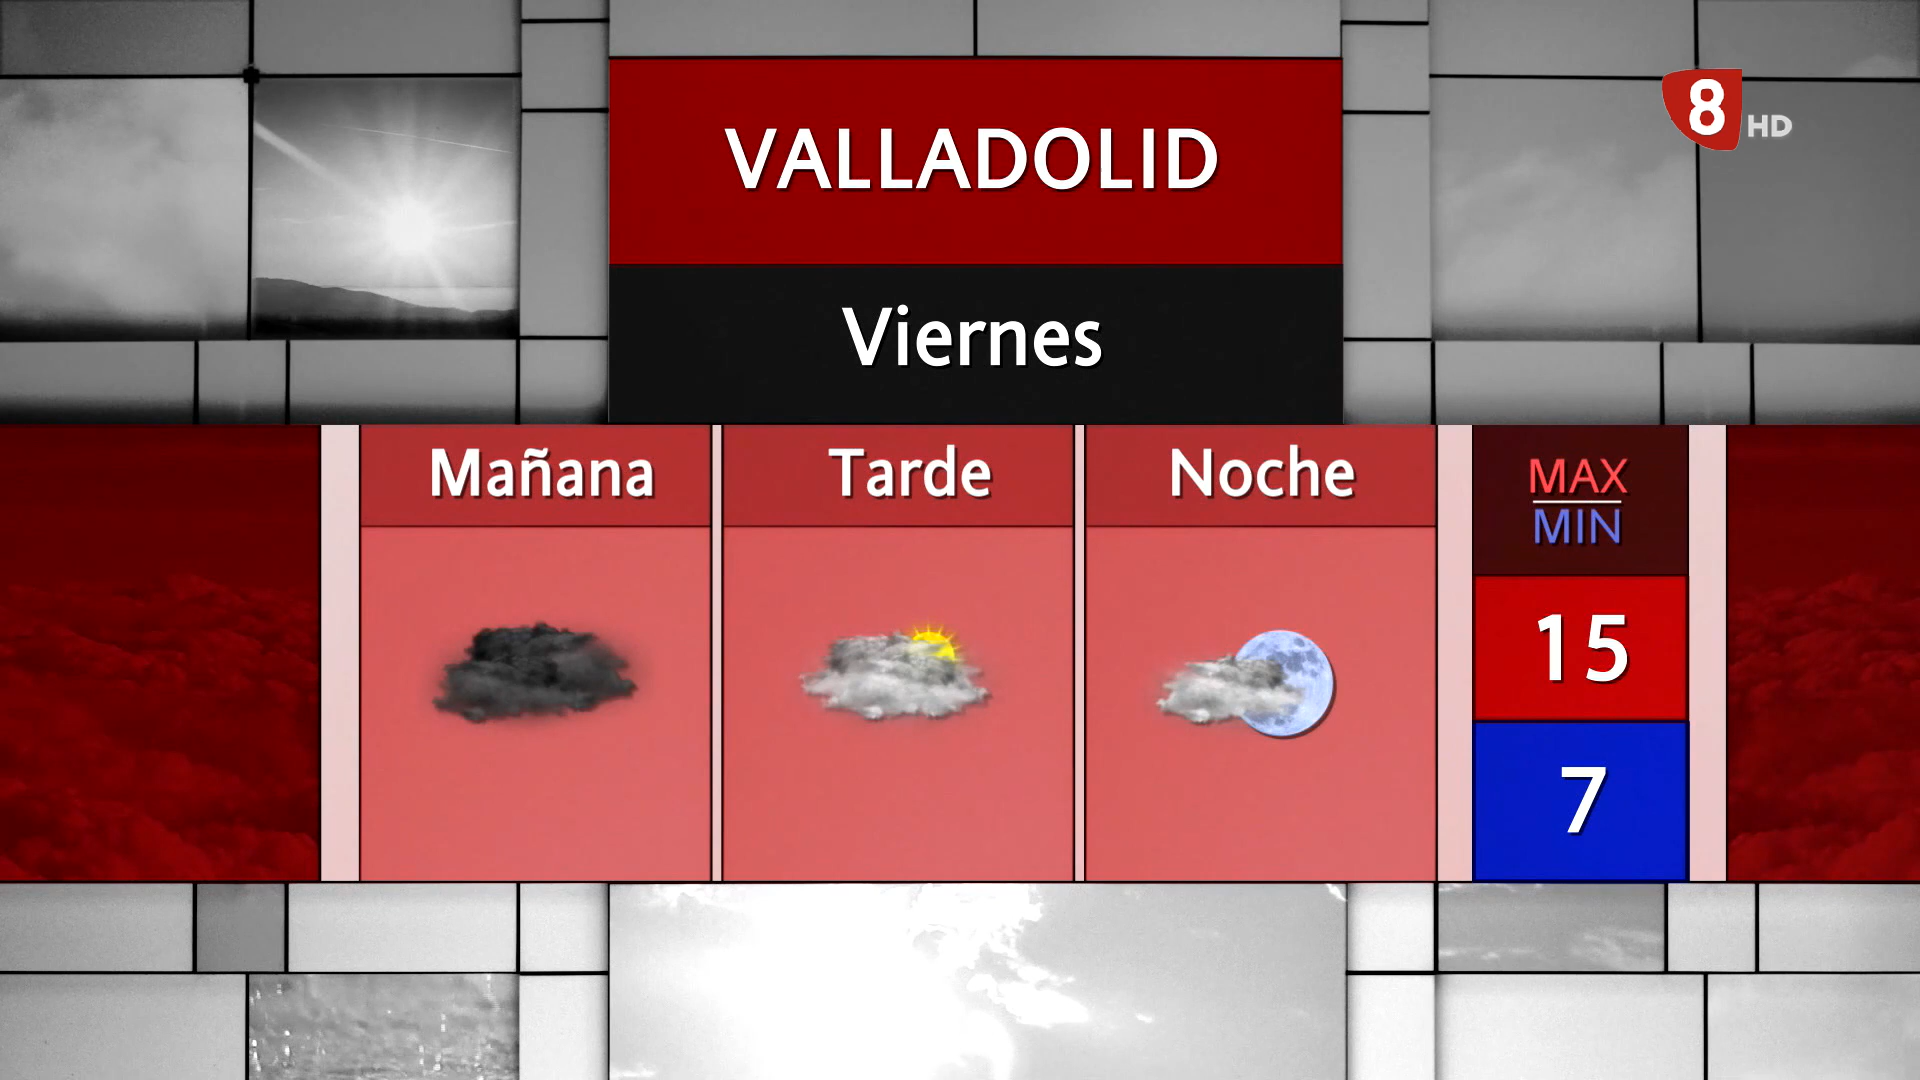 VALLADOLID
8 HD
Viernes
Mañana
Tarde
Noche
MAX
MIN
15
7